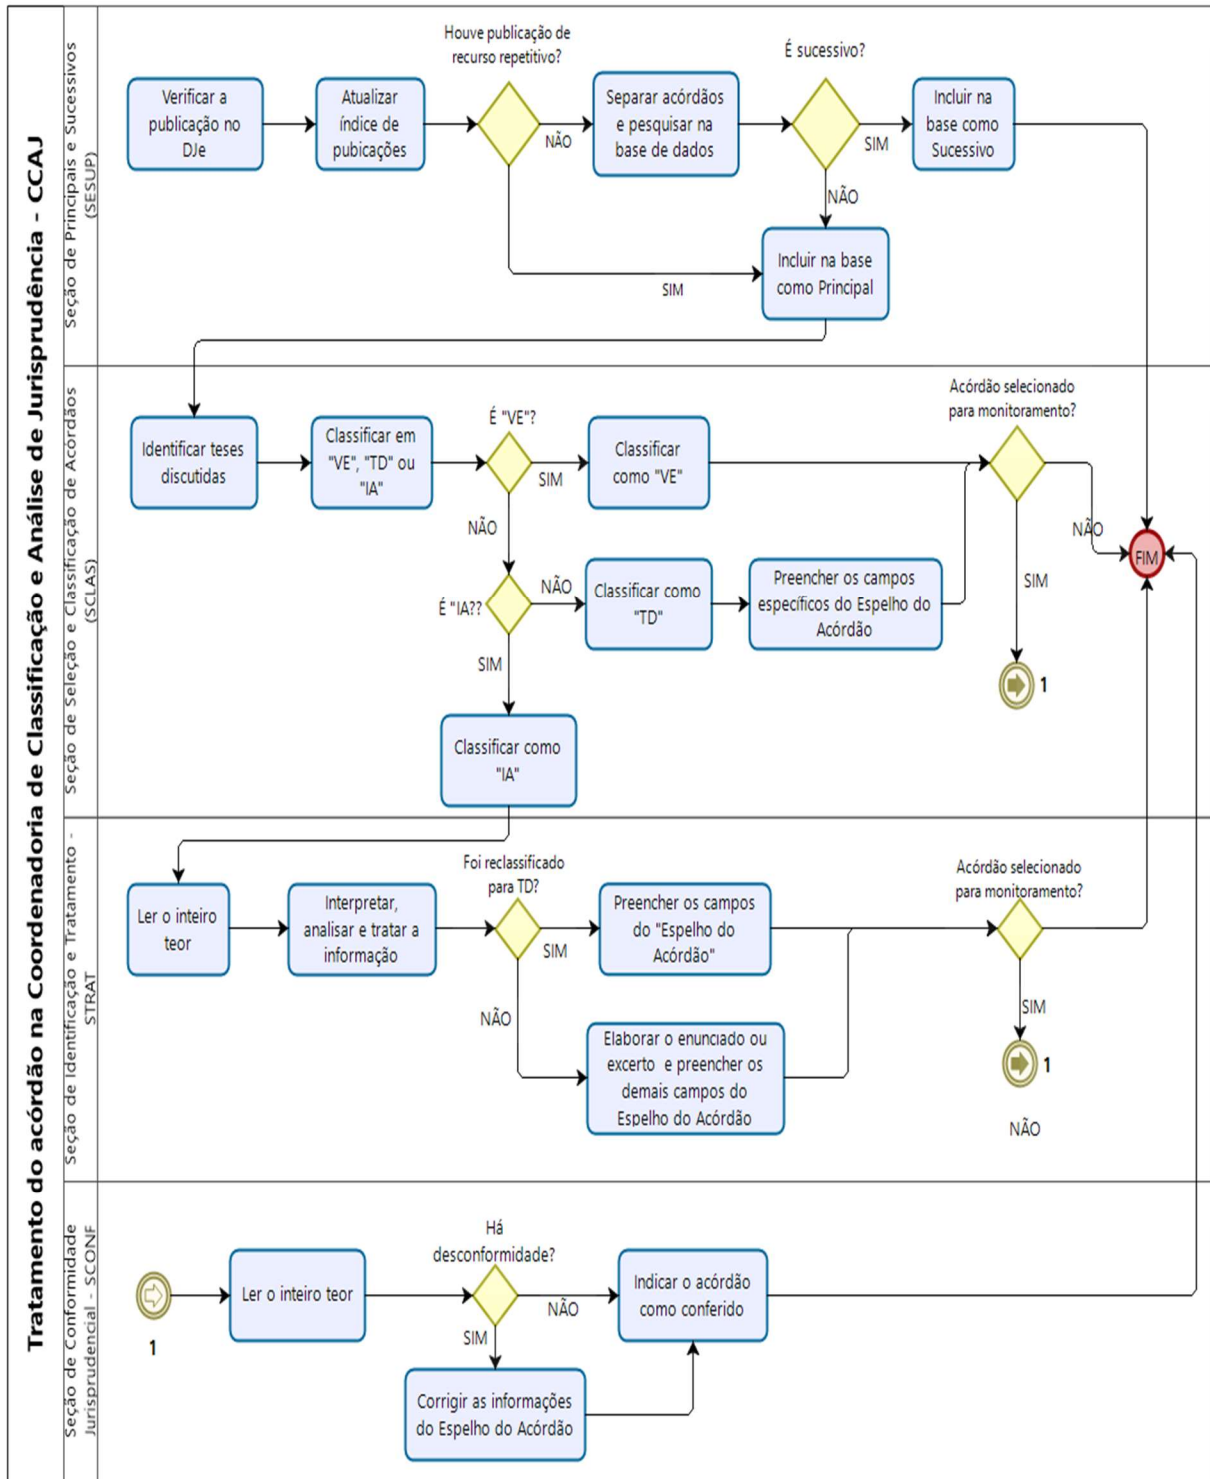 Tratamento do acórdão na Coordenadoria de Classificação e Análise de Jurisprudência - CCAJ
Seção de Principais e Sucessivos
(SESUP)
Verificar a
publicação no
DJe
Atualizar
índice de
pubicações
Houve publicação de
recurso repetitivo?
NÃO
SIM
Separar acórdãos
e pesquisar na
base de dados
É sucessivo?
SIM
NÃO
Incluir na
base como
Sucessivo
Incluir na base
como Principal
Seção de Seleção e Classificação de Acórdãos
(SCLAS)
Identificar teses
discutidas
Classificar em
"VE", "TD" ou
"IA"
É "VE"?
SIM
NÃO
Classificar
como "VE"
É "IA??
NÃO
SIM
Classificar como
"TD"
Preencher os campos
específicos do Espelho do
Acórdão
Acórdão selecionado
para monitoramento?
NÃO
SIM
1
FIM
Classificar como
"IA"
Seção de Identificação e Tratamento -
STRAT
Ler o inteiro
teor
Interpretar,
analisar e tratar a
informação
Foi reclassificado
para TD?
SIM
NÃO
Preencher os campos
do "Espelho do
Acórdão"
Elaborar o enunciado ou
excerto e preencher os
demais campos do
Espelho do Acórdão
Acórdão selecionado
para monitoramento?
SIM
1
NÃO
Seção de Conformidade
Jurisprudencial - SCONF
1
Ler o inteiro teor
Há
desconformidade?
NÃO
SIM
Indicar o acórdão
como conferido
Corrigir as informações
do Espelho do Acórdão